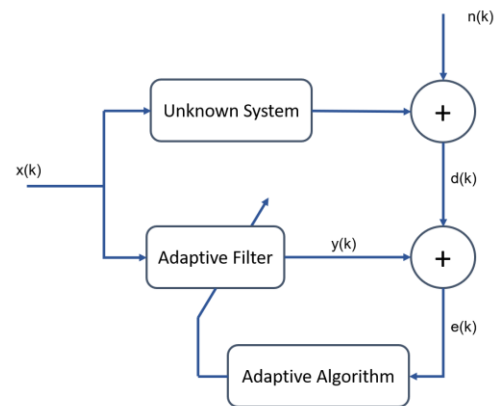 n(k)
Unknown System
+
x(k)
d(k)
Adaptive Filter
y(k)
+
e(k)
Adaptive Algorithm